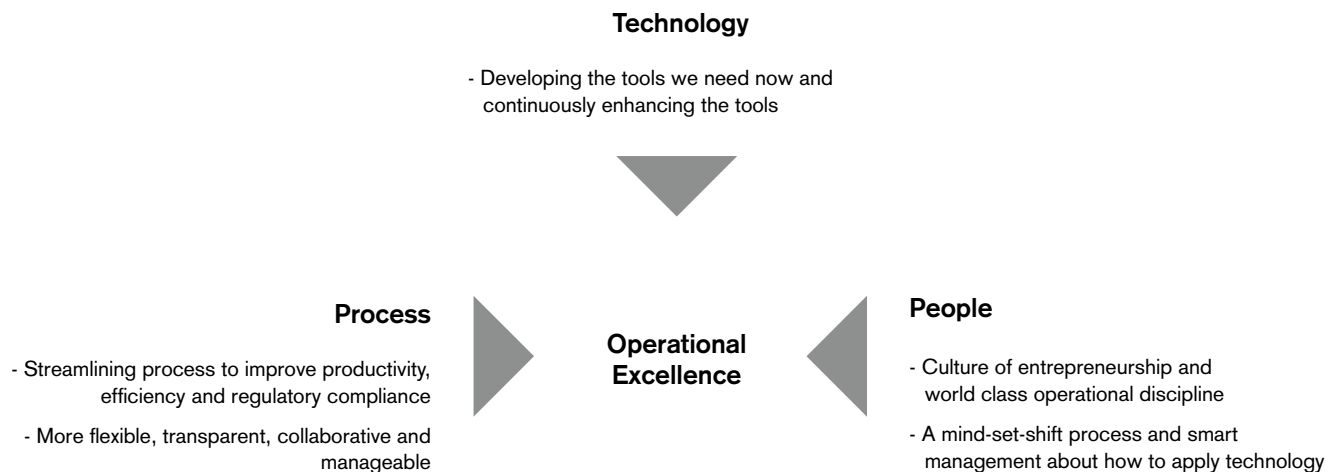 Technology
- Developing the tools we need now and
continuously enhancing the tools
Process
- Streamlining process to improve productivity,
efficiency and regulatory compliance
- More flexible, transparent, collaborative and
manageable
Operational
Excellence
People
- Culture of entrepreneurship and
world class operational discipline
- A mind-set-shift process and smart
management about how to apply technology